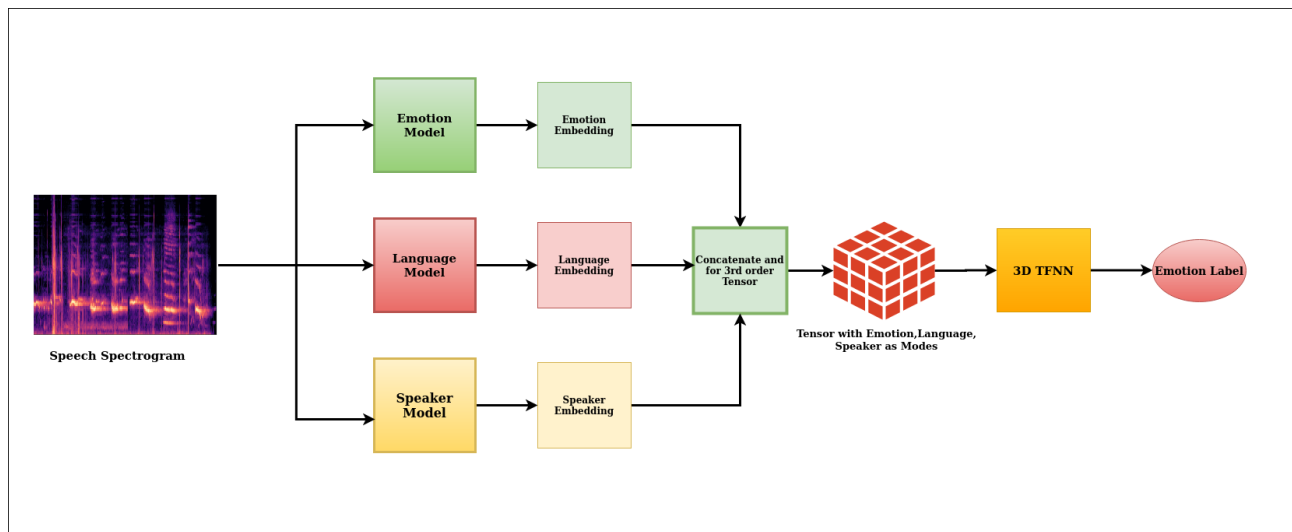 Emotion
Model
Emotion
Embedding
Language
Model
Language
Embedding
Concatenate and
for 3rd order
Tensor
3D TFNN
Emotion Label
Tensor with Emotion,Language,
Speaker as Modes
Speech Spectrogram
Speaker
Model
Speaker
Embedding